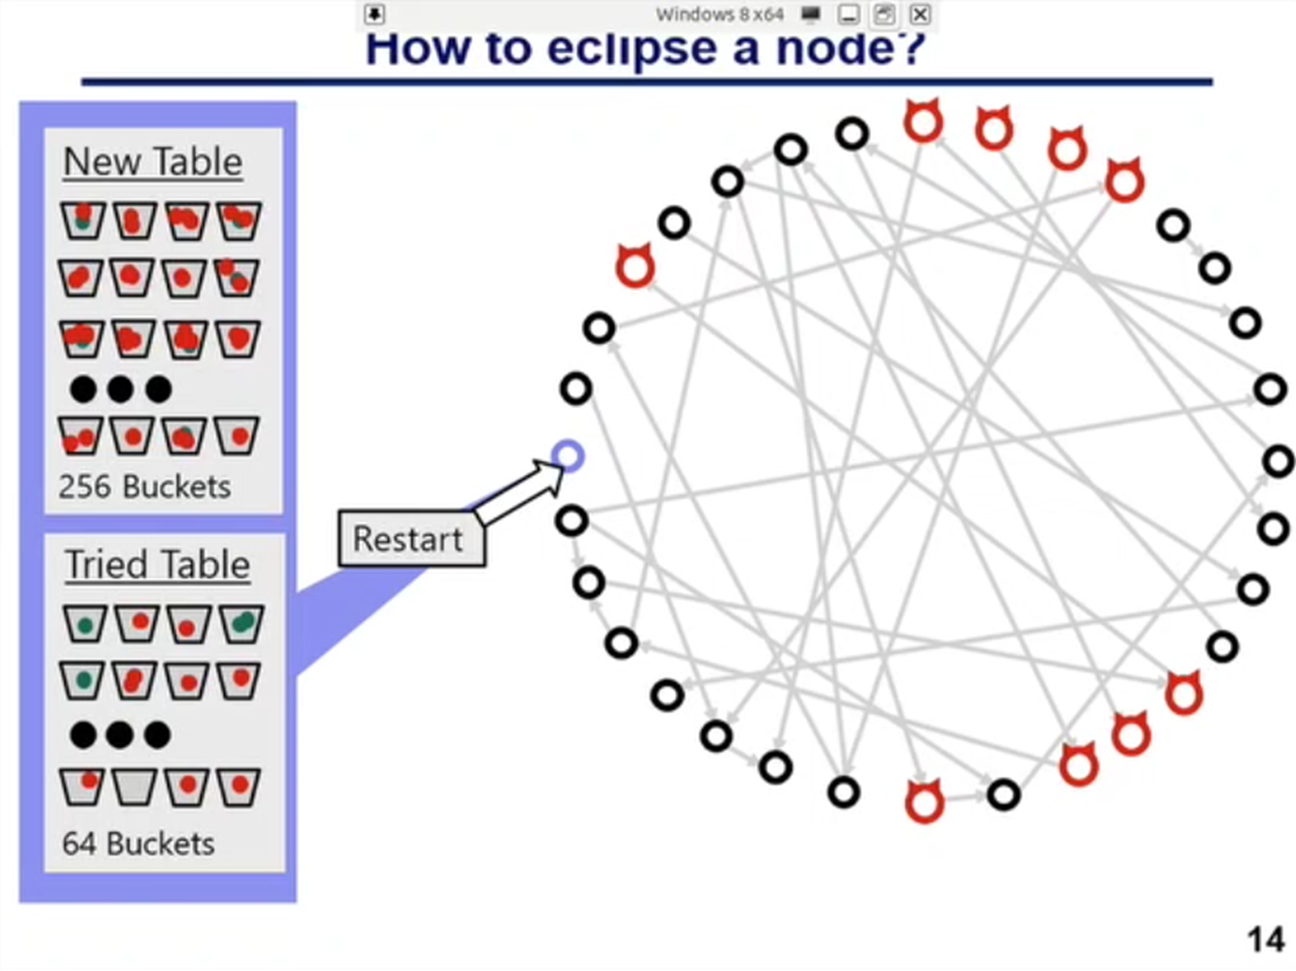 Windows 8 x64
How to eclipse a node?
New Table
256 Buckets
Tried Table
64 Buckets
Restart
14